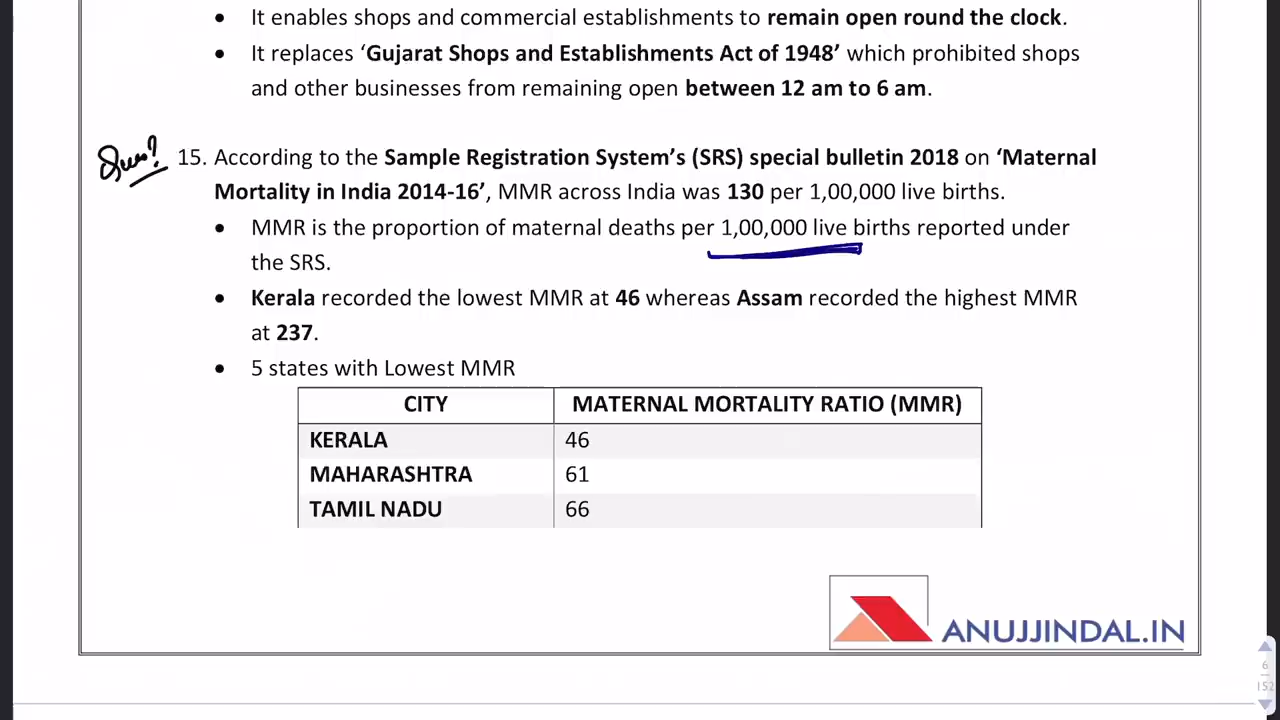 • It enables shops and commercial establishments to remain open round the clock.
• It replaces ‘Gujarat Shops and Establishments Act of 1948’ which prohibited shops
and other businesses from remaining open between 12 am to 6 am.
Ques?
15. According to the Sample Registration System’s (SRS) special bulletin 2018 on ‘Maternal
Mortality in India 2014-16’, MMR across India was 130 per 1,00,000 live births.
• MMR is the proportion of maternal deaths per 1,00,000 live births reported under
the SRS.
• Kerala recorded the lowest MMR at 46 whereas Assam recorded the highest MMR
at 237.
• 5 states with Lowest MMR
CITY MATERNAL MORTALITY RATIO (MMR)
KERALA 46
MAHARASHTRA 61
TAMIL NADU 66
ANUJJINDAL.IN
6
152